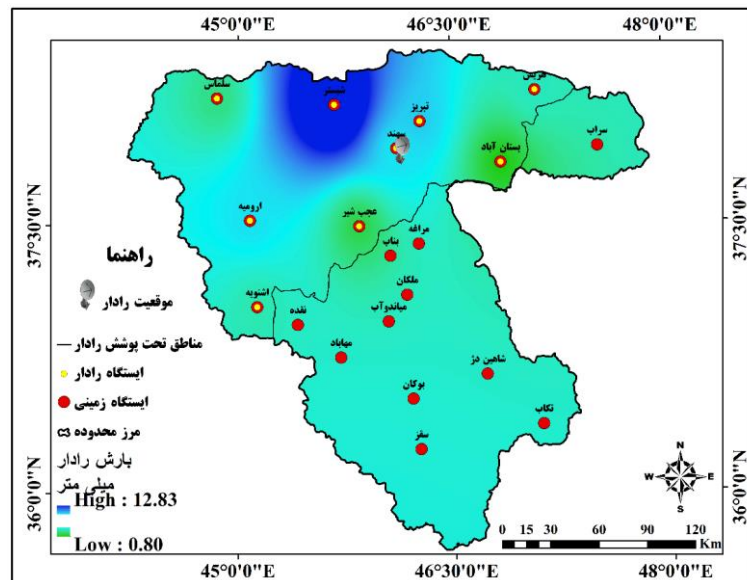 45°0'0"E
46°30'0"E
48°0'0"E
37°30'0"N
36°0'0"N
سلماس
شبستر
تبریز
هریس
سهند
بستان آباد
سراب
ارومیه
عجب شیر
مراغه
بناب
ملکان
میاندوآب
اشنویه
نقده
مهاباد
شاهین دژ
بوکان
تکاب
سقز
راهنما
موقعیت رادار
مناطق تحت پوشش رادار
ایستگاه رادار
ایستگاه زمینی
مرز محدوده
بارش رادار
میلی متر
High : 12.83
Low : 0.80
N
W E
S
0 15 30 60 90 120
Km
37°30'0"N
36°0'0"N
45°0'0"E
46°30'0"E
48°0'0"E